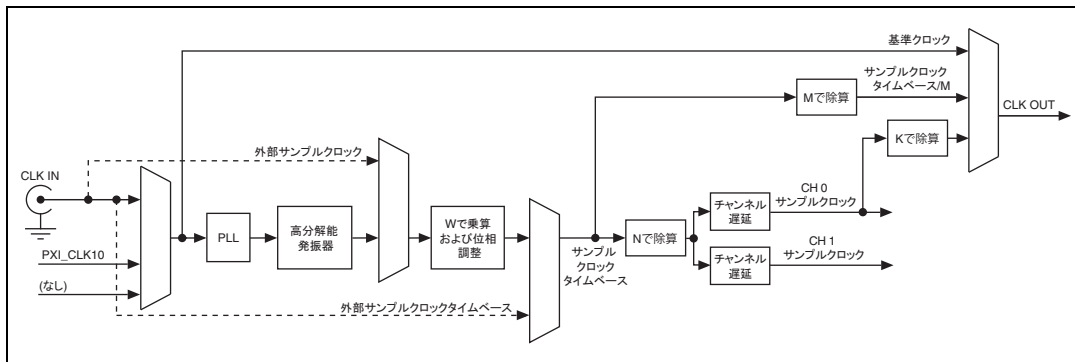 基準クロック
サンプルクロック
タイムベース/M
Mで除算
CLK OUT
外部サンプルクロック
Kで除算
CLK IN
CH 0
サンプルクロック
チャンネル
遅延
PLL
高分解能
発振器
Wで乗算
および位相
調整
Nで除算
サンプル
クロック
タイムベース
CH 1
サンプルクロック
チャンネル
遅延
PXI_CLK10
(なし)
外部サンプルクロックタイムベース